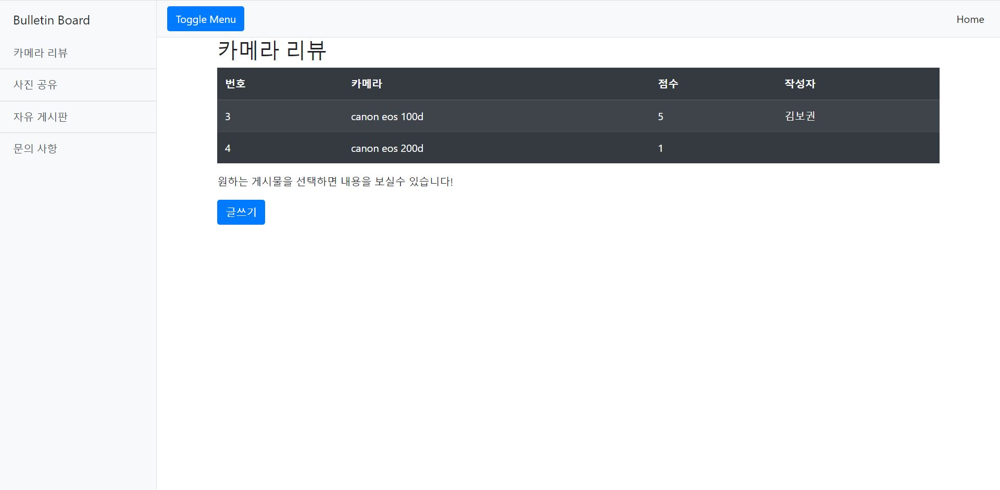 Bulletin Board
카메라 리뷰
사진 공유
자유 게시판
문의 사항
Toggle Menu
Home
카메라 리뷰
번호 카메라 점수 작성자
3 canon eos 100d 5 김보권
4 canon eos 200d 1
원하는 게시물을 선택하면 내용을 보실수 있습니다!
글쓰기